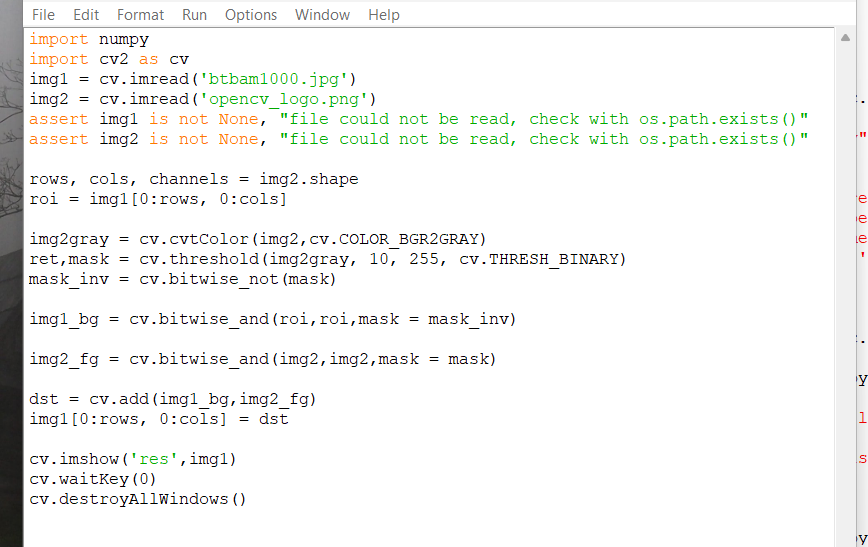 File Edit Format Run Options Window Help
import numpy
import cv2 as cv
img1 = cv.imread('btbam1000.jpg')
img2 = cv.imread('opencv_logo.png')
assert img1 is not None, "file could not be read, check with os.path.exists()"
assert img2 is not None, "file could not be read, check with os.path.exists()"
rows, cols, channels = img2.shape
roi = img1[0:rows, 0:cols]
img2gray = cv.cvtColor(img2,cv.COLOR_BGR2GRAY)
ret,mask = cv.threshold(img2gray, 10, 255, cv.THRESH_BINARY)
mask_inv = cv.bitwise_not(mask)
img1_bg = cv.bitwise_and(roi,roi,mask = mask_inv)
img2_fg = cv.bitwise_and(img2,img2,mask = mask)
dst = cv.add(img1_bg,img2_fg)
img1[0:rows, 0:cols] = dst
cv.imshow('res',img1)
cv.waitKey(0)
cv.destroyAllWindows()